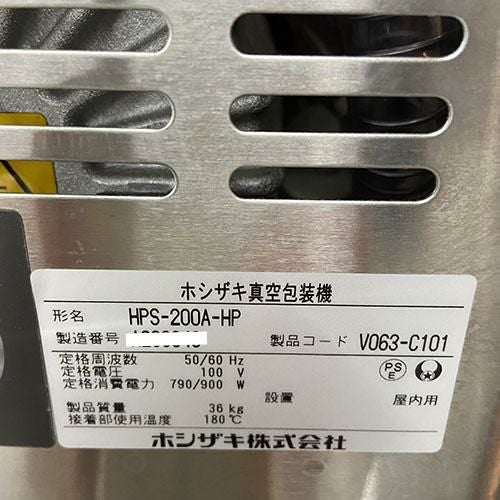 ホシザキ真空包装機
形名 HPS-200A-HP
製造番号 製品コード V063-C101
定格周波数 50/60 Hz
定格電圧 100 V
定格消費電力 790/900 W
PSE
設置 屋内用
製品質量 36 kg
接着部使用温度 180℃
ホシザキ株式会社